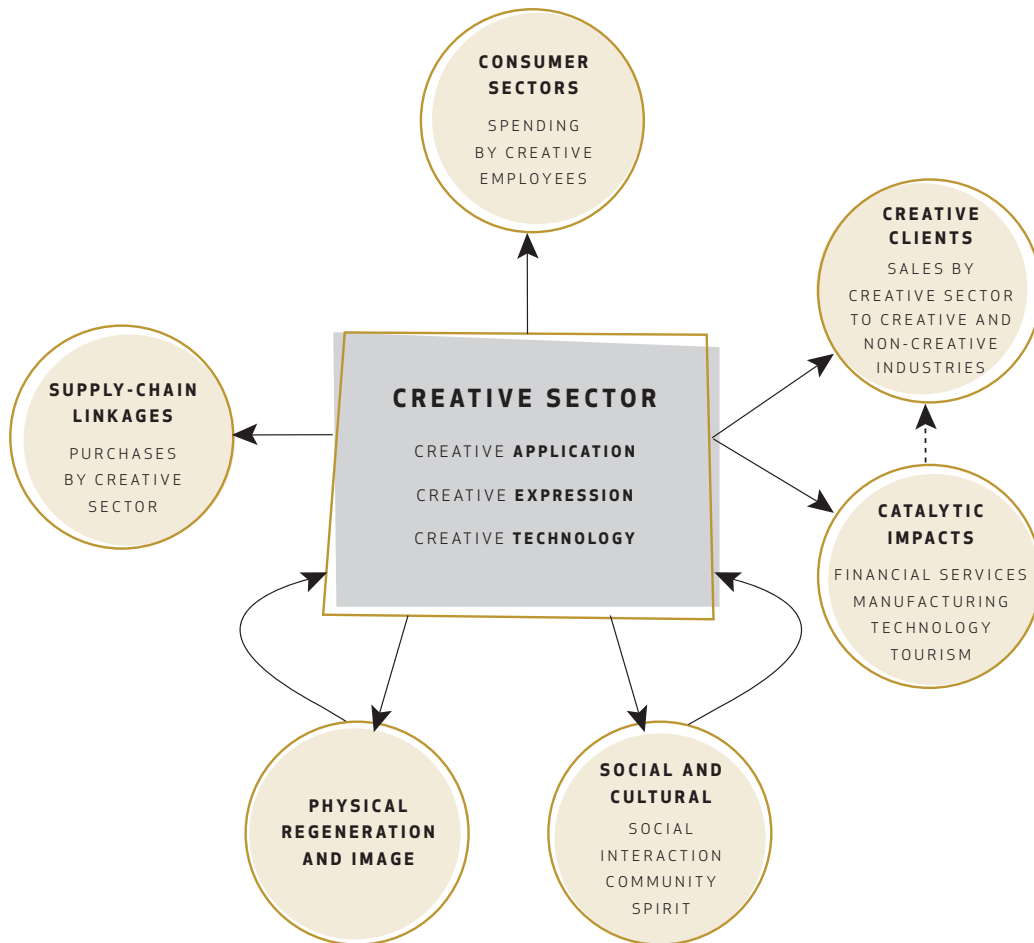 CONSUMER
SECTORS
SPENDING
BY CREATIVE
EMPLOYEES
CREATIVE
CLIENTS
SALES BY
CREATIVE SECTOR
TO CREATIVE AND
NON-CREATIVE
INDUSTRIES
SUPPLY-CHAIN
LINKAGES
PURCHASES
BY CREATIVE
SECTOR
CREATIVE SECTOR
CREATIVE APPLICATION
CREATIVE EXPRESSION
CREATIVE TECHNOLOGY
CATALYTIC
IMPACTS
FINANCIAL SERVICES
MANUFACTURING
TECHNOLOGY
TOURISM
PHYSICAL
REGENERATION
AND IMAGE
SOCIAL AND
CULTURAL
SOCIAL
INTERACTION
COMMUNITY
SPIRIT